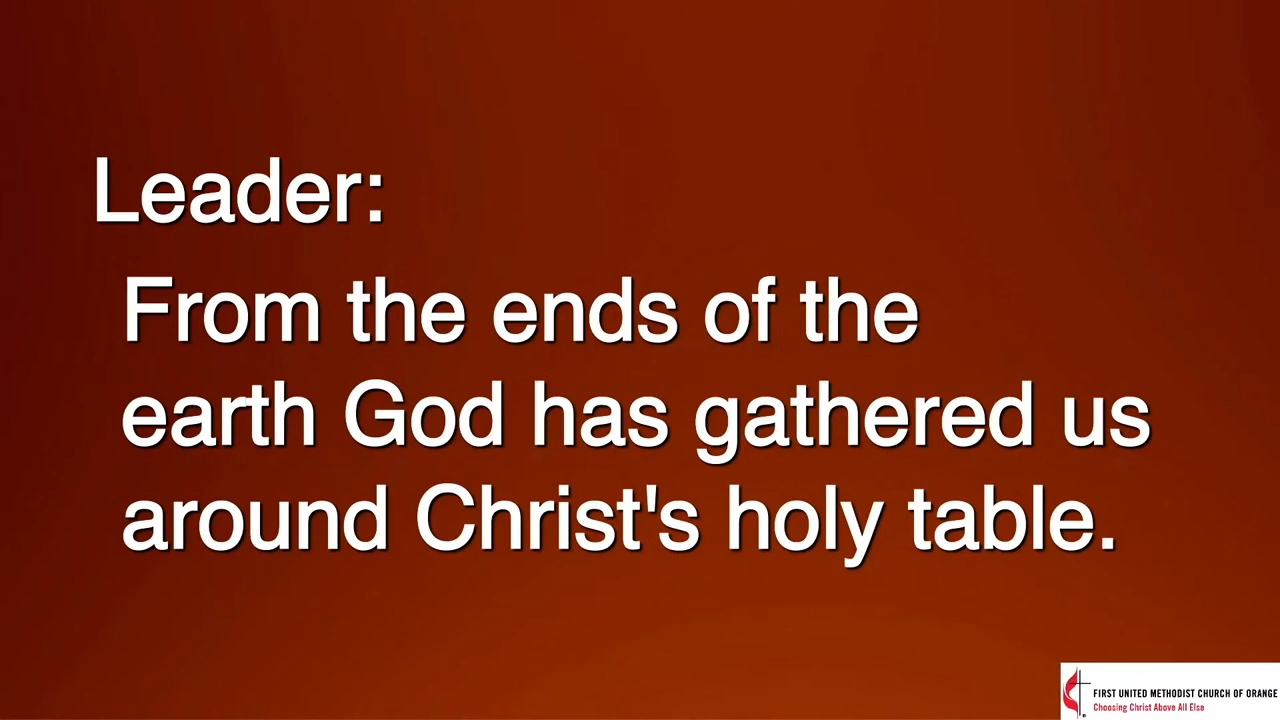 Leader:
From the ends of the
earth God has gathered us
around Christ's holy table.
FIRST UNITED METHODIST CHURCH OF ORANGE
Choosing Christ Above All Else